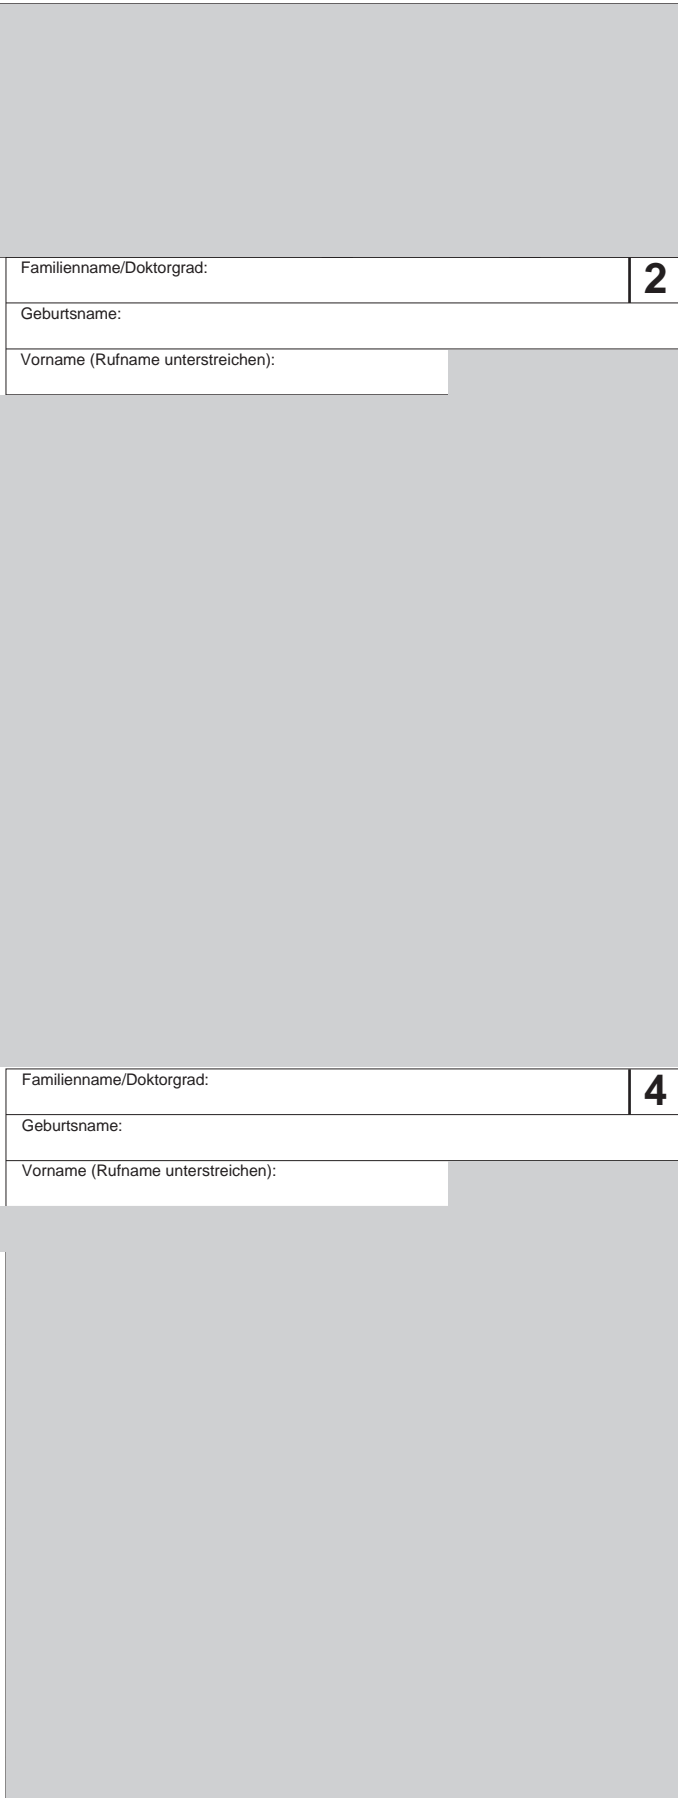 Familienname/Doktorgrad: 2
Geburtsname:
Vorname (Rufname unterstreichen):
Familienname/Doktorgrad: 4
Geburtsname:
Vorname (Rufname unterstreichen):